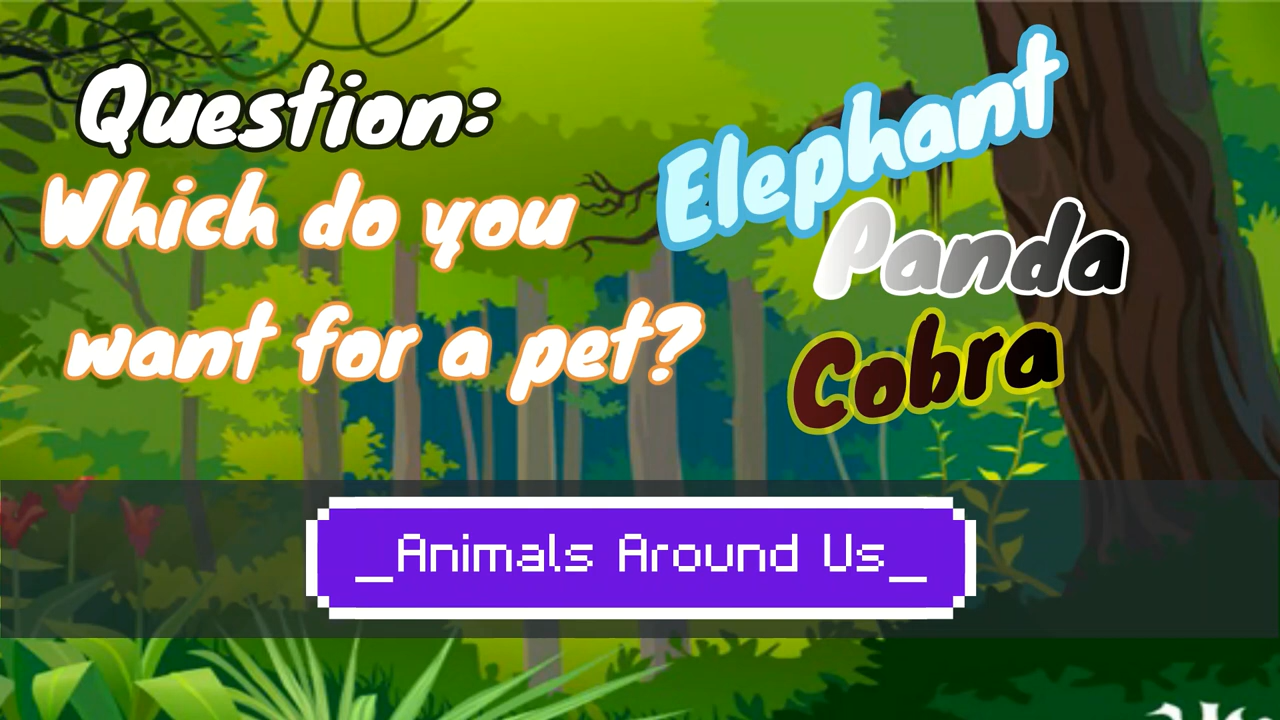 Question:
Which do you
want for a pet?
Elephant
Panda
Cobra
_Animals Around Us_